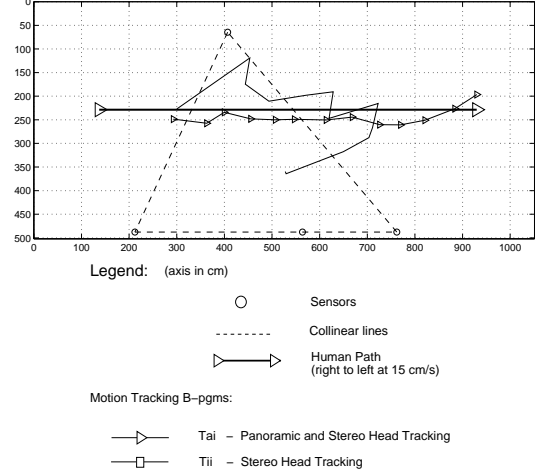 0
50
100
150
200
250
300
350
400
450
500
0 100 200 300 400 500 600 700 800 900 1000
Legend: (axis in cm)
Sensors
Collinear lines
Human Path
(right to left at 15 cm/s)
Motion Tracking B–pgms:
Tai – Panoramic and Stereo Head Tracking
Tii – Stereo Head Tracking